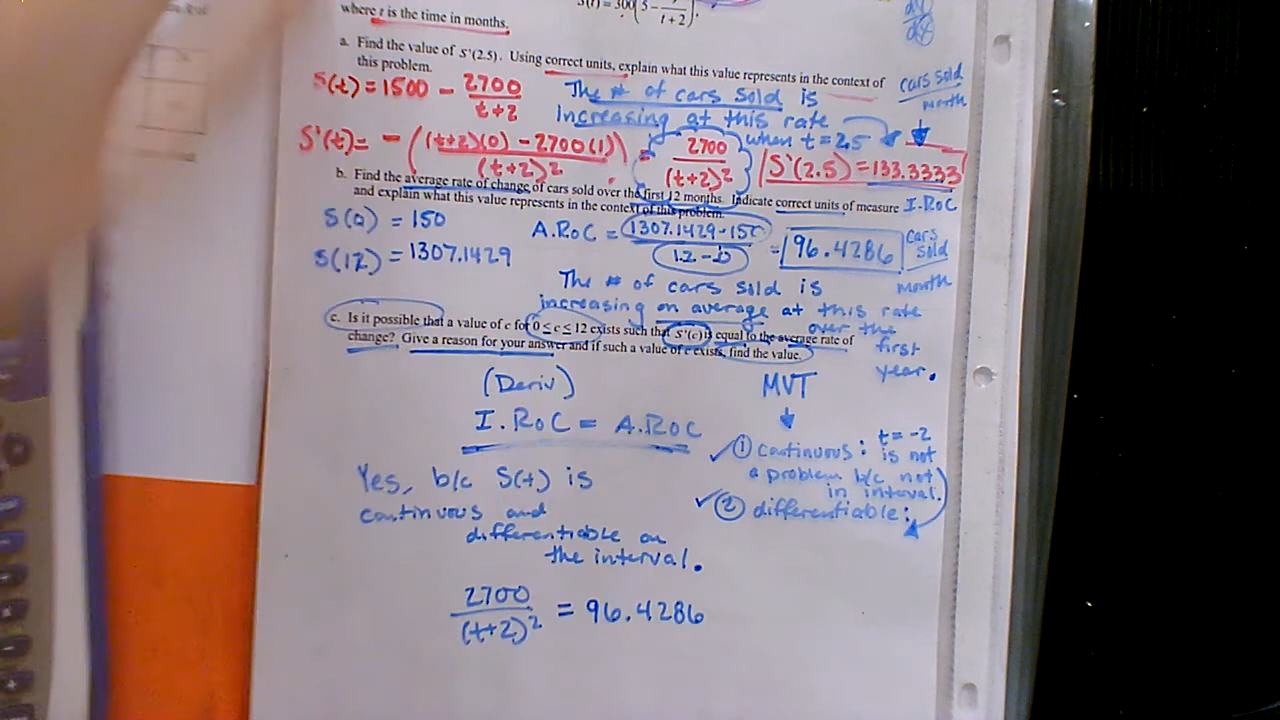 S(t) = 300(5 - /t + 2).
where t is the time in months.
dy/dx
a. Find the value of S'(2.5). Using correct units, explain what this value represents in the context of
this problem.
cars sold/month
S(t) = 1500 - 2700/t+2
The # of cars sold is
increasing at this rate
when t = 2.5
S'(t) = - ((t+2)(0) - 2700(1)/(t+2)²) = 2700/(t+2)² S'(2.5) = 133.3333
b. Find the average rate of change of cars sold over the first 12 months. Indicate correct units of measure I.RoC
and explain what this value represents in the context of this problem.
S(0) = 150
S(12) = 1307.1429
A.RoC = 1307.1429-150/12-0 = 96.4286 cars sold/month
The # of cars sold is
increasing on average at this rate
over the
first
year.
c. Is it possible that a value of c for 0 ≤ c ≤ 12 exists such that S'(c) is equal to the average rate of
change? Give a reason for your answer and if such a value of c exists, find the value.
(Deriv)
I.RoC = A.RoC
MVT
① continuous: t = -2
is not
a problem b/c not
in interval.
② differentiable:
Yes, b/c S(t) is
continuous and
differentiable on
the interval.
2700/(t+2)² = 96.4286